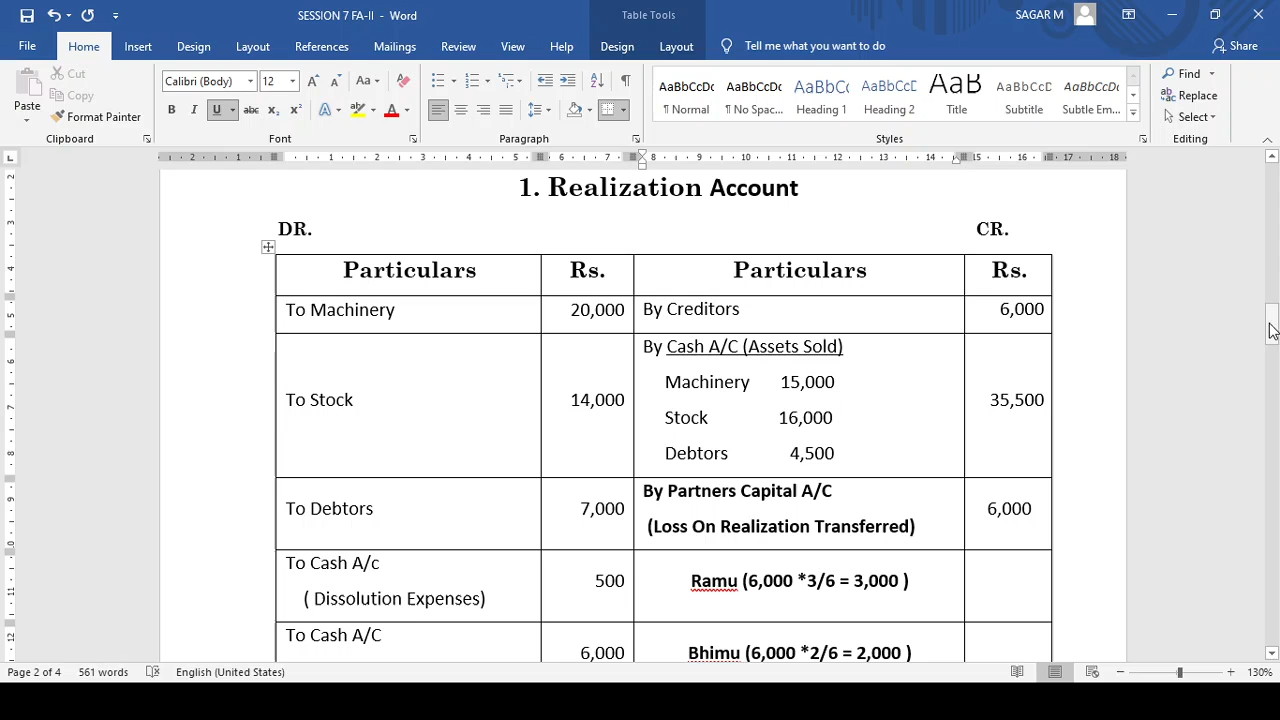 SESSION 7 FA-II - Word
Table Tools
SAGAR M
File
Home
Insert
Design
Layout
References
Mailings
Review
View
Help
Design
Layout
Tell me what you want to do
Share
Paste
Cut
Copy
Format Painter
Clipboard
Calibri (Body)
12
Font
Paragraph
AaBbCcDc
¶ Normal
AaBbCcDc
¶ No Spac...
AaBbCc
Heading 1
AaBbCcDc
Heading 2
AaB
Title
AaBbCcDc
Subtitle
AaBbCcDc
Subtle Em...
Styles
Find
Replace
Select
Editing
1. Realization Account
DR. CR.
Particulars Rs. Particulars Rs.
To Machinery 20,000 By Creditors 6,000
By Cash A/C (Assets Sold)
Machinery 15,000
To Stock 14,000 35,500
Stock 16,000
Debtors 4,500
By Partners Capital A/C
To Debtors 7,000 6,000
(Loss On Realization Transferred)
To Cash A/c
500 Ramu (6,000 *3/6 = 3,000 )
( Dissolution Expenses)
To Cash A/C
6,000 Bhimu (6,000 *2/6 = 2,000 )
Page 2 of 4 561 words English (United States) 130%